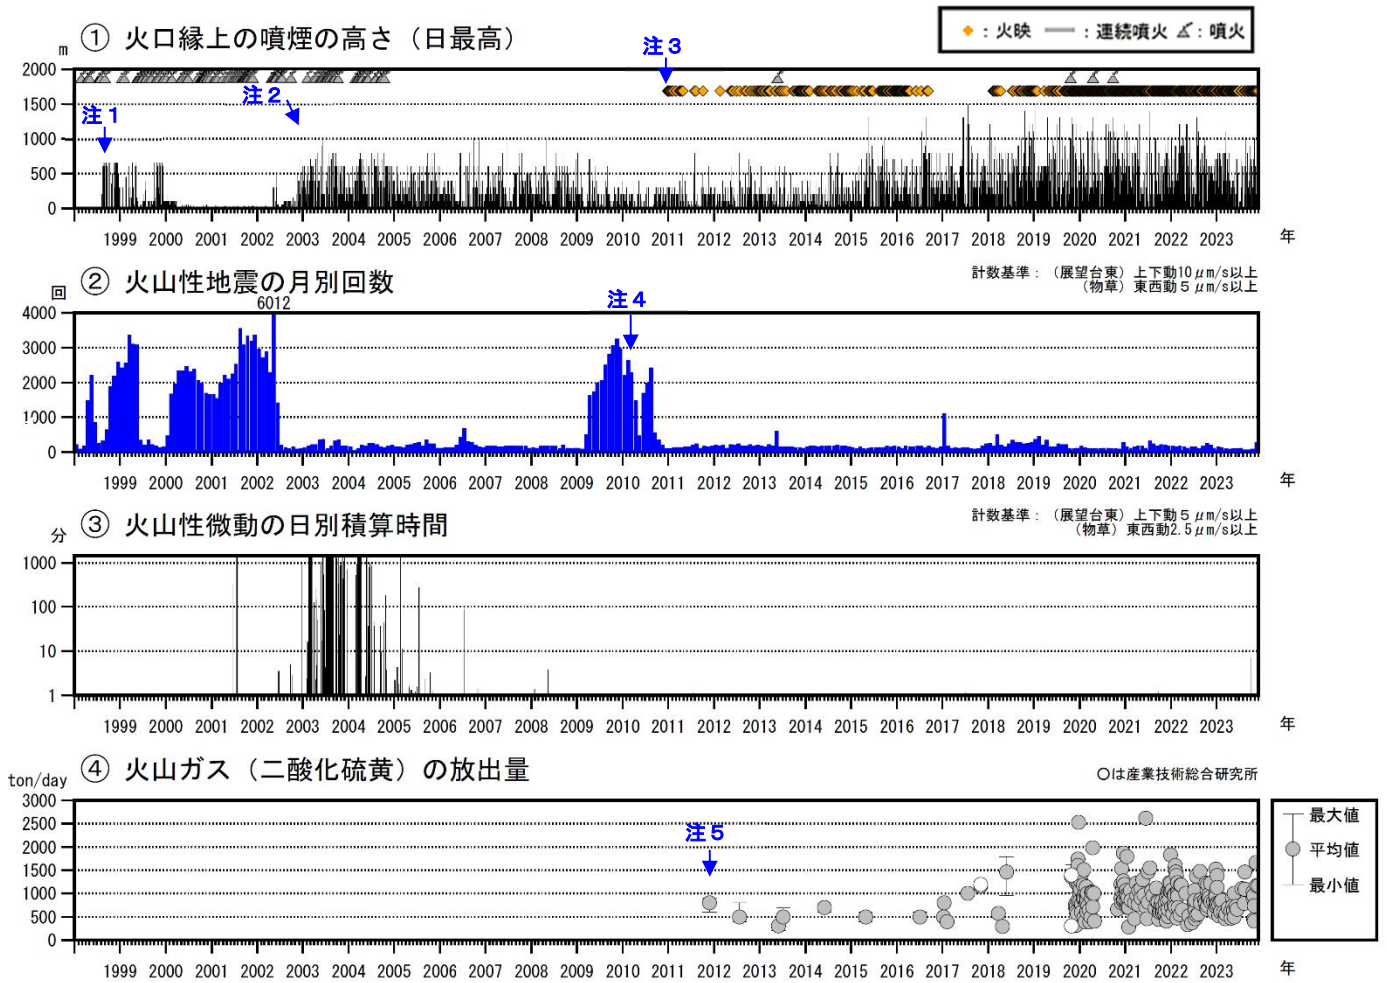 ① 火口縁上の噴煙の高さ（日最高）
◆：火映 ━━：連続噴火 ：噴火
m
注３
2000
1500
1000
500
0
注２
注１
1999 2000 2001 2002 2003 2004 2005 2006 2007 2008 2009 2010 2011 2012 2013 2014 2015 2016 2017 2018 2019 2020 2021 2022 2023 年
② 火山性地震の月別回数
計数基準：（展望台東）上下動10μm/s以上
（物草）東西動５μm/s以上
回
6012
注４
4000
3000
2000
1000
0
1999 2000 2001 2002 2003 2004 2005 2006 2007 2008 2009 2010 2011 2012 2013 2014 2015 2016 2017 2018 2019 2020 2021 2022 2023 年
③ 火山性微動の日別積算時間
計数基準：（展望台東）上下動５μm/s以上
（物草）東西動2.5μm/s以上
分
1000
100
10
1
1999 2000 2001 2002 2003 2004 2005 2006 2007 2008 2009 2010 2011 2012 2013 2014 2015 2016 2017 2018 2019 2020 2021 2022 2023 年
④ 火山ガス（二酸化硫黄）の放出量
○は産業技術総合研究所
ton/day
3000
2500
2000
1500
1000
500
0
注５
最大値
平均値
最小値
1999 2000 2001 2002 2003 2004 2005 2006 2007 2008 2009 2010 2011 2012 2013 2014 2015 2016 2017 2018 2019 2020 2021 2022 2023 年